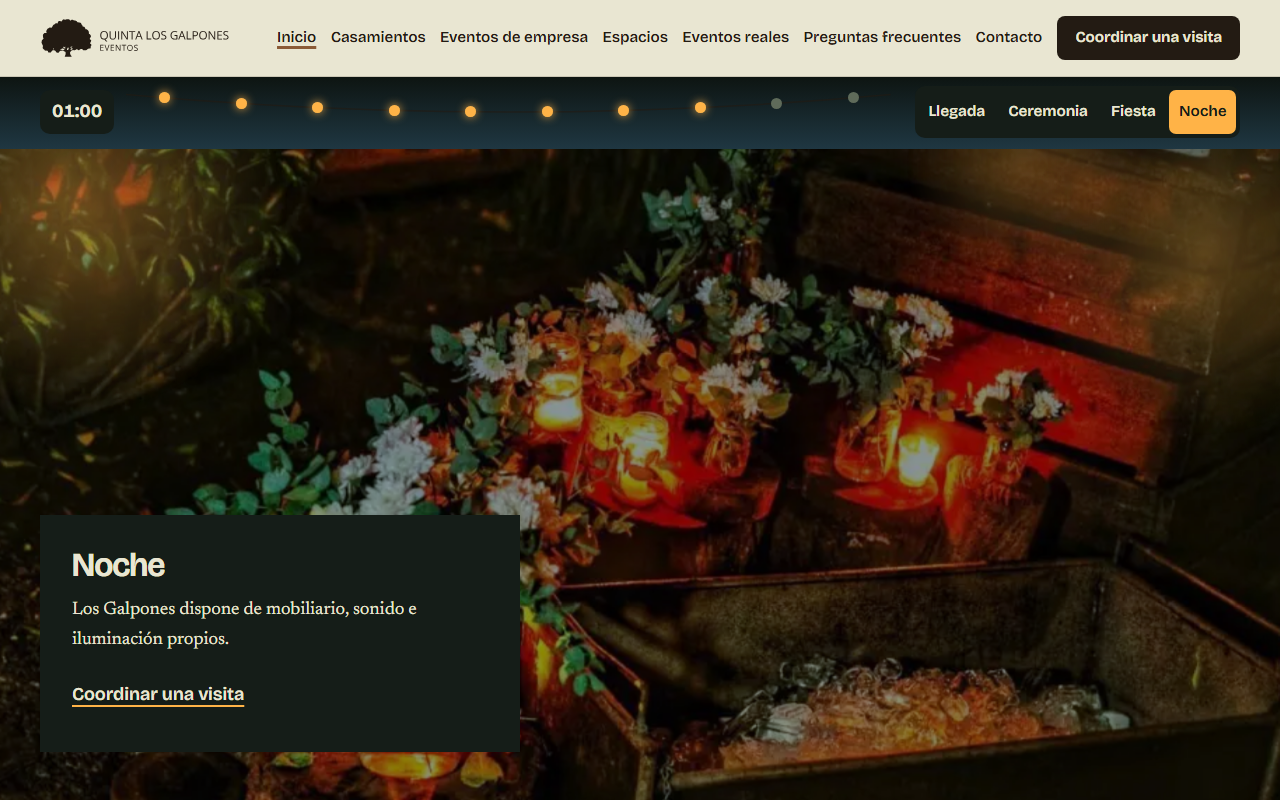 QUINTA LOS GALPONES
EVENTOS
Inicio
Casamientos
Eventos de empresa
Espacios
Eventos reales
Preguntas frecuentes
Contacto
Coordinar una visita
01:00
Llegada
Ceremonia
Fiesta
Noche
Noche
Los Galpones dispone de mobiliario, sonido e
iluminación propios.
Coordinar una visita